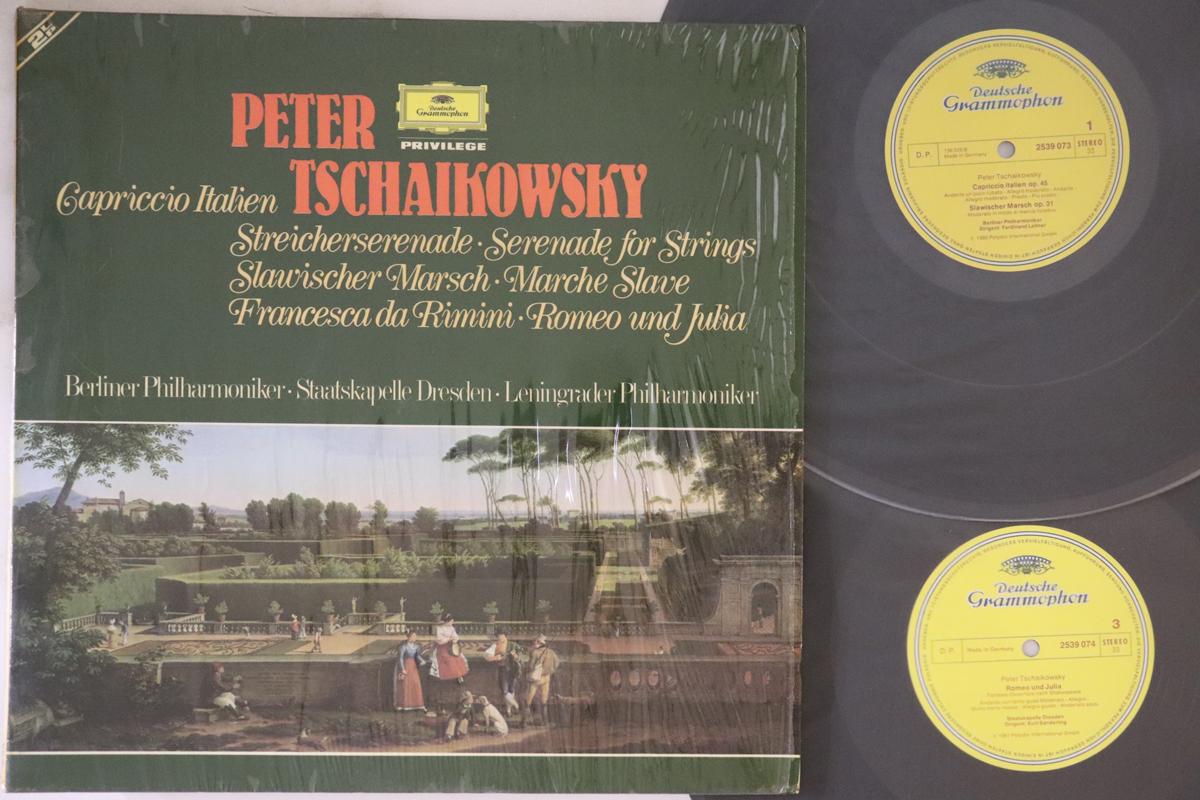 2 LP
PETER
Deutsche
Grammophon
PRIVILEGE
Capriccio Italien TSCHAIKOWSKY
Streicherserenade · Serenade for Strings
Slawischer Marsch · Marche Slave
Francesca da Rimini · Romeo und Julia
Berliner Philharmoniker · Staatskapelle Dresden · Leningrader Philharmoniker
Deutsche
Grammophon
1
D. P.
Made in Germany
2539 073
STEREO
33
Peter Tschaikowsky
Capriccio italien op. 45
Slawischer Marsch op. 31
Berliner Philharmoniker
Dirigent: Ferdinand Leitner
Deutsche
Grammophon
3
D. P.
Made in Germany
2539 074
STEREO
33
Peter Tschaikowsky
Romeo und Julia
Staatskapelle Dresden
Dirigent: Kurt Sanderling